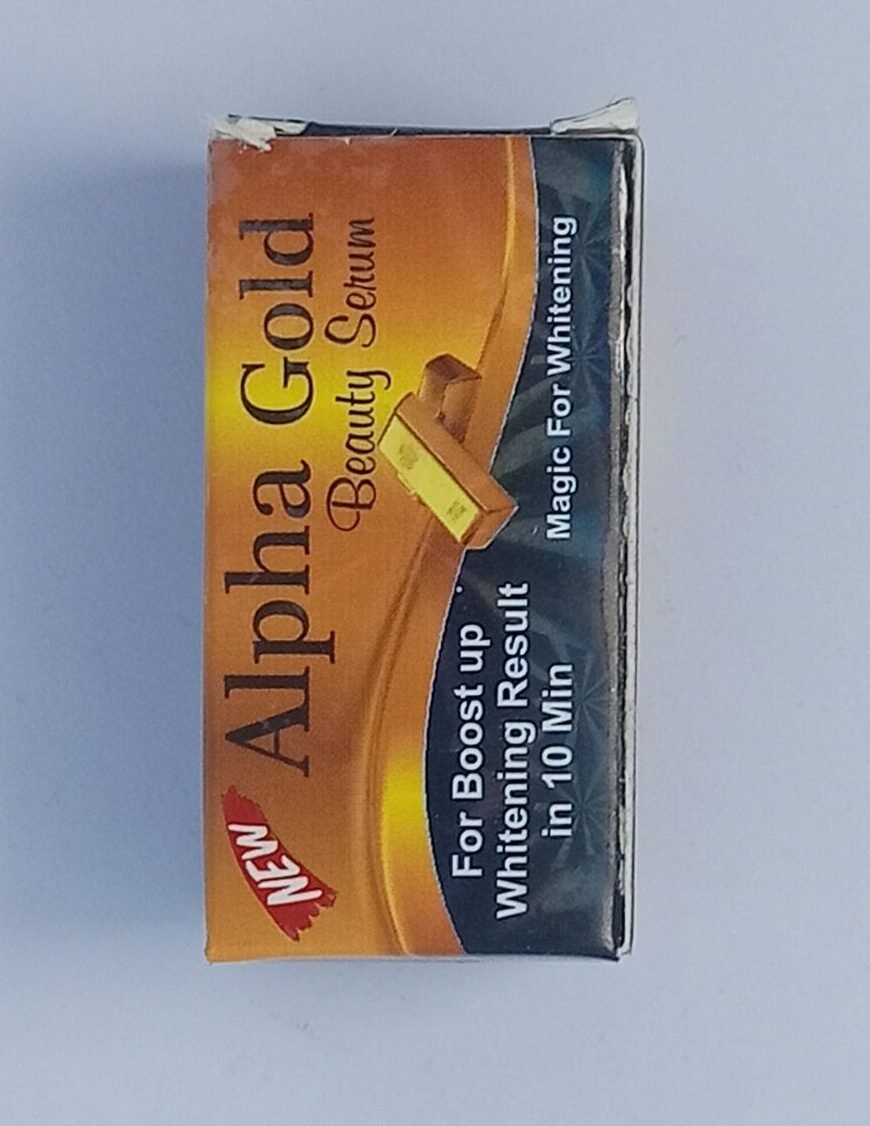 NEW
Alpha Gold
Beauty Serum
For Boost up
Whitening Result
in 10 Min
Magic For Whitening